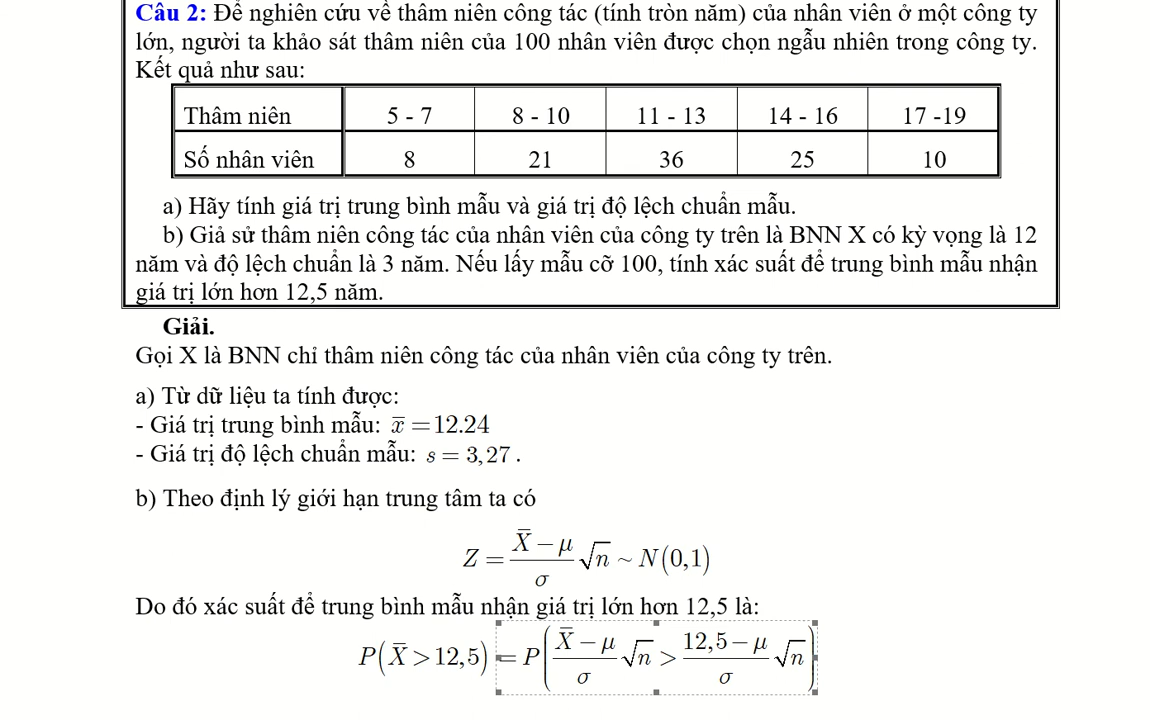 Câu 2: Để nghiên cứu về thâm niên công tác (tính tròn năm) của nhân viên ở một công ty
lớn, người ta khảo sát thâm niên của 100 nhân viên được chọn ngẫu nhiên trong công ty.
Kết quả như sau:
Thâm niên 5 - 7 8 - 10 11 - 13 14 - 16 17 -19
Số nhân viên 8 21 36 25 10
a) Hãy tính giá trị trung bình mẫu và giá trị độ lệch chuẩn mẫu.
b) Giả sử thâm niên công tác của nhân viên của công ty trên là BNN X có kỳ vọng là 12
năm và độ lệch chuẩn là 3 năm. Nếu lấy mẫu cỡ 100, tính xác suất để trung bình mẫu nhận
giá trị lớn hơn 12,5 năm.
Giải.
Gọi X là BNN chỉ thâm niên công tác của nhân viên của công ty trên.
a) Từ dữ liệu ta tính được:
- Giá trị trung bình mẫu: x̅ = 12.24
- Giá trị độ lệch chuẩn mẫu: s = 3,27 .
b) Theo định lý giới hạn trung tâm ta có
Z = (X̅ − μ)/σ √n ~ N(0,1)
Do đó xác suất để trung bình mẫu nhận giá trị lớn hơn 12,5 là:
P(X̅ > 12,5) = P((X̅ − μ)/σ √n > (12,5 − μ)/σ √n)